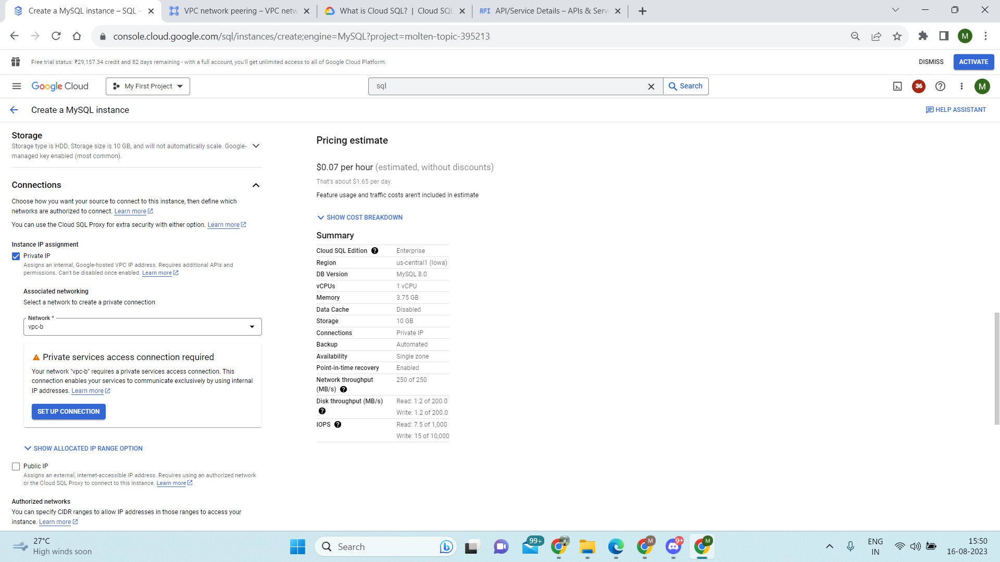 Create a MySQL instance – SQL –
VPC network peering – VPC netw
What is Cloud SQL? | Cloud SQL
API API/Service Details – APIs & Servi
console.cloud.google.com/sql/instances/create;engine=MySQL?project=molten-topic-395213
M
Free trial status: ₹29,157.34 credit and 82 days remaining - with a full account, you'll get unlimited access to all of Google Cloud Platform.
DISMISS
ACTIVATE
Google Cloud
My First Project
sql
Search
36
M
Create a MySQL instance
HELP ASSISTANT
Storage
Storage type is HDD. Storage size is 10 GB, and will not automatically scale. Google-
managed key enabled (most common).
Connections
Choose how you want your source to connect to this instance, then define which
networks are authorized to connect. Learn more
You can use the Cloud SQL Proxy for extra security with either option. Learn more
Instance IP assignment
Private IP
Assigns an internal, Google-hosted VPC IP address. Requires additional APIs and
permissions. Can't be disabled once enabled. Learn more
Associated networking
Select a network to create a private connection
Network *
vpc-b
Private services access connection required
Your network "vpc-b" requires a private services access connection. This
connection enables your services to communicate exclusively by using internal
IP addresses. Learn more
SET UP CONNECTION
SHOW ALLOCATED IP RANGE OPTION
Public IP
Assigns an external, internet-accessible IP address. Requires using an authorized network
or the Cloud SQL Proxy to connect to this instance. Learn more
Authorized networks
You can specify CIDR ranges to allow IP addresses in those ranges to access your
instance. Learn more
Pricing estimate
$0.07 per hour (estimated, without discounts)
That's about $1.65 per day.
Feature usage and traffic costs aren't included in estimate
SHOW COST BREAKDOWN
Summary
Cloud SQL Edition Enterprise
Region us-central1 (Iowa)
DB Version MySQL 8.0
vCPUs 1 vCPU
Memory 3.75 GB
Data Cache Disabled
Storage 10 GB
Connections Private IP
Backup Automated
Availability Single zone
Point-in-time recovery Enabled
Network throughput 250 of 250
(MB/s)
Disk throughput (MB/s) Read: 1.2 of 200.0
Write: 1.2 of 200.0
IOPS Read: 7.5 of 1,000
Write: 15 of 10,000
27°C
High winds soon
Search
99+
M
9+
M
ENG
IN
15:50
16-08-2023